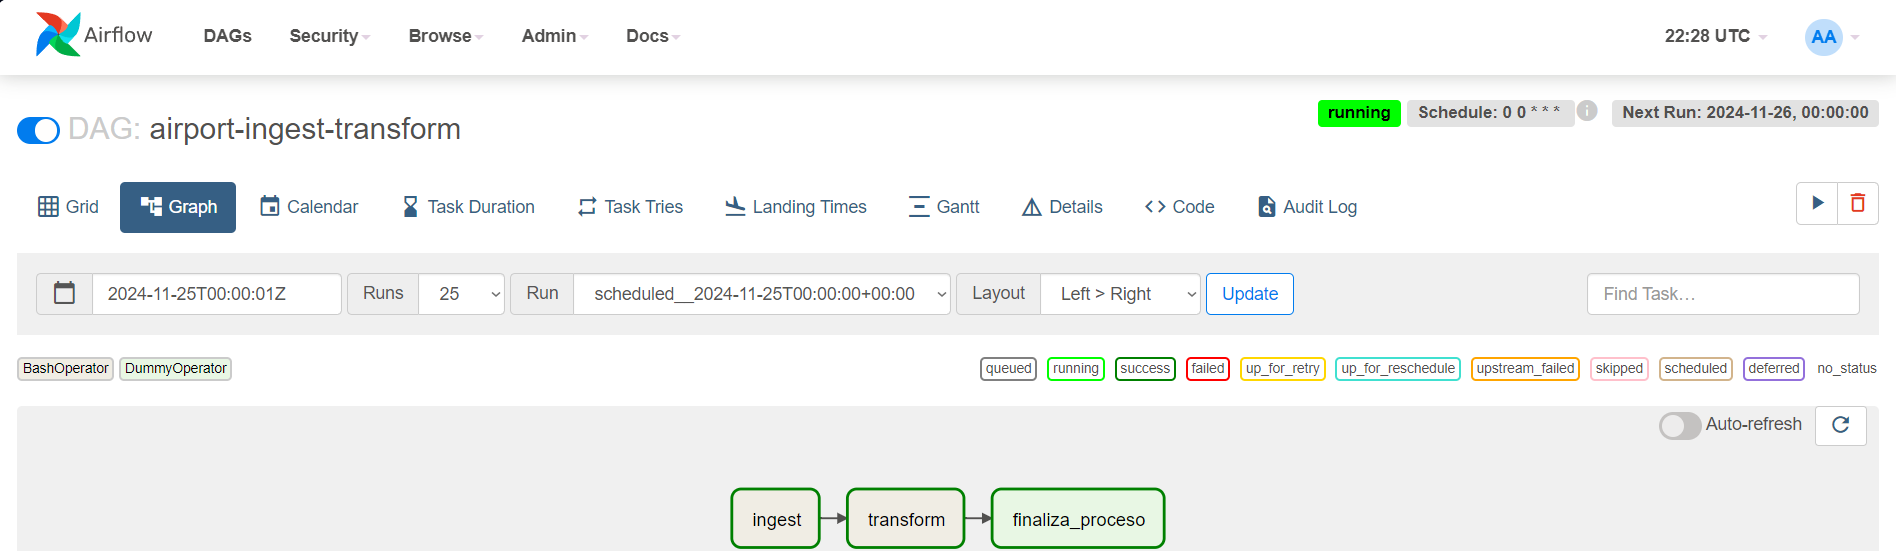 Airflow DAGs Security Browse Admin Docs 22:28 UTC AA
running Schedule: 0 0 * * * i Next Run: 2024-11-26, 00:00:00
DAG: airport-ingest-transform
Grid Graph Calendar Task Duration Task Tries Landing Times Gantt Details Code Audit Log
2024-11-25T00:00:01Z Runs 25 Run scheduled__2024-11-25T00:00:00+00:00 Layout Left > Right Update Find Task...
BashOperator DummyOperator queued running success failed up_for_retry up_for_reschedule upstream_failed skipped scheduled deferred no_status
Auto-refresh
ingest transform finaliza_proceso